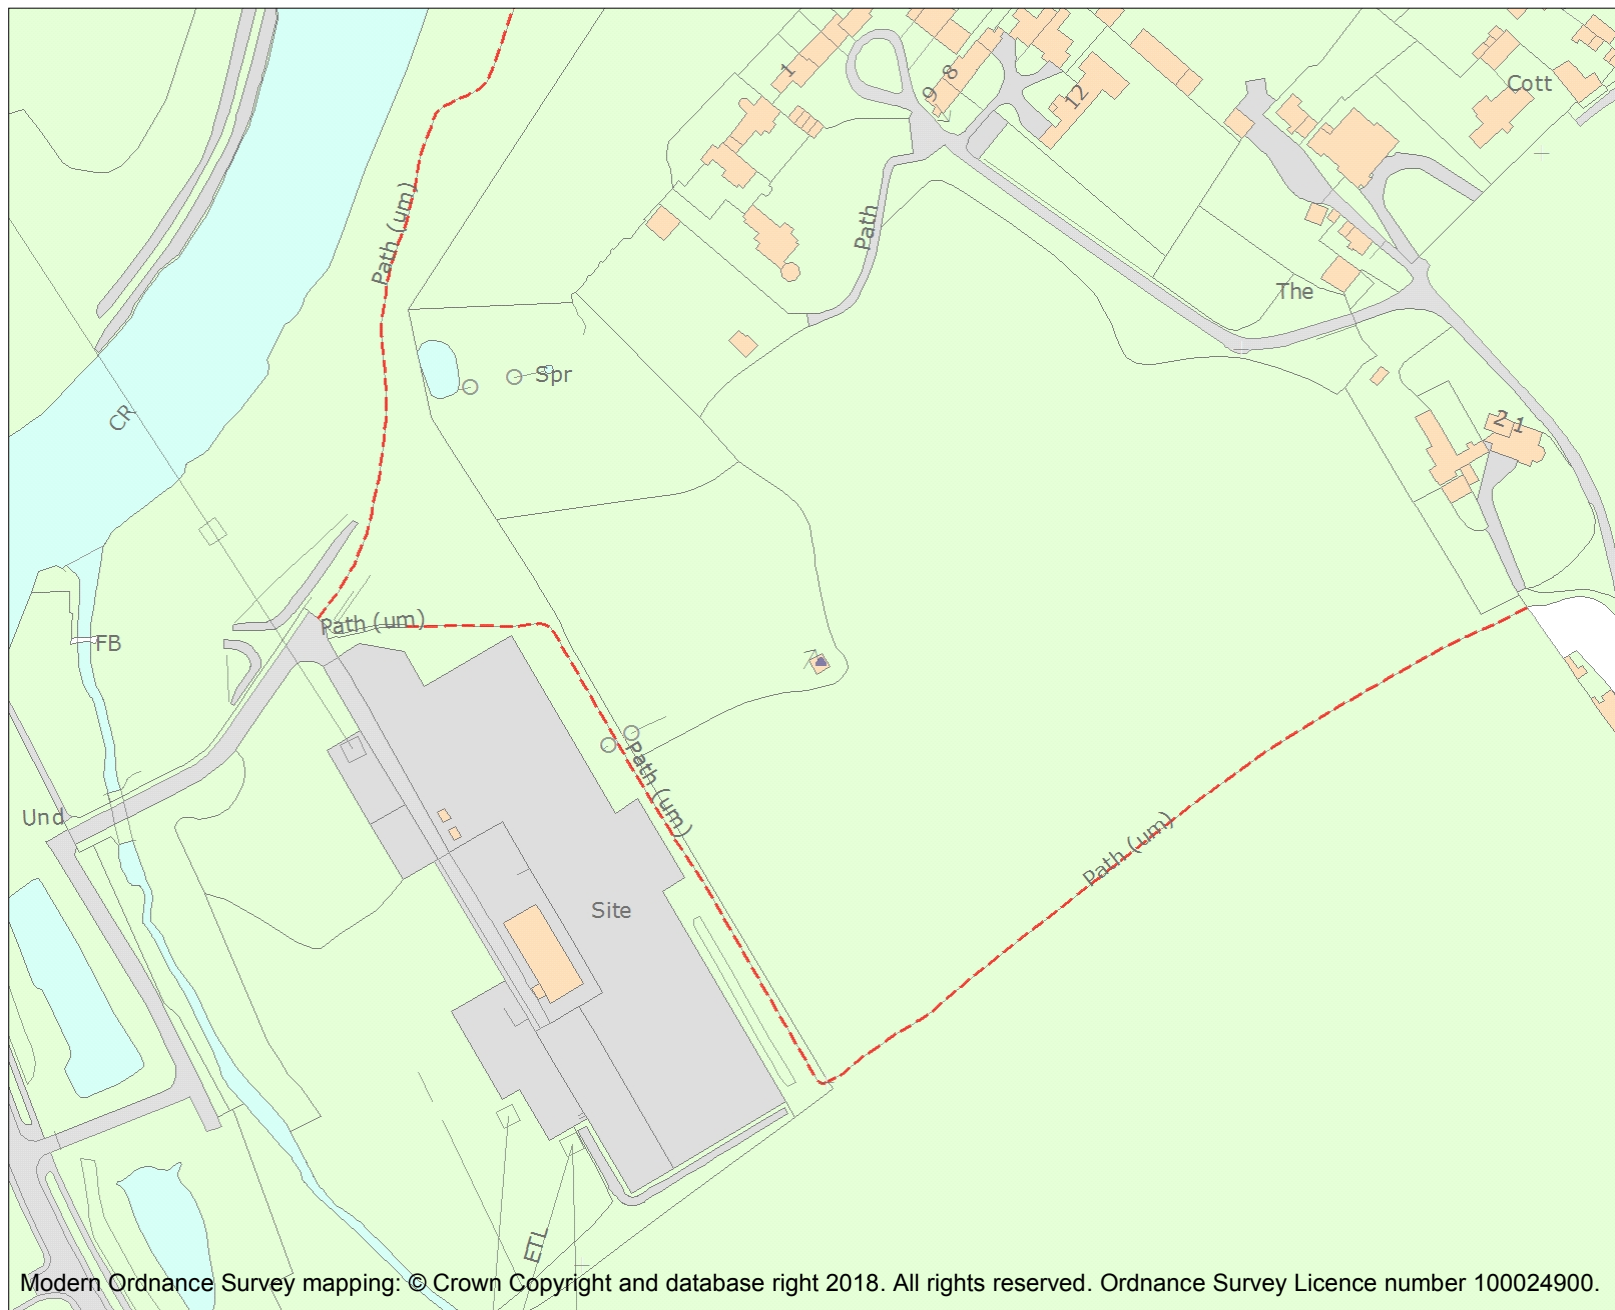 1
8
9
12
Cott
Path (um)
Path
The
Spr
CR
2 1
Path (um)
FB
Path (um)
Und
Path (um)
Site
ETL
Modern Ordnance Survey mapping: © Crown Copyright and database right 2018. All rights reserved. Ordnance Survey Licence number 100024900.